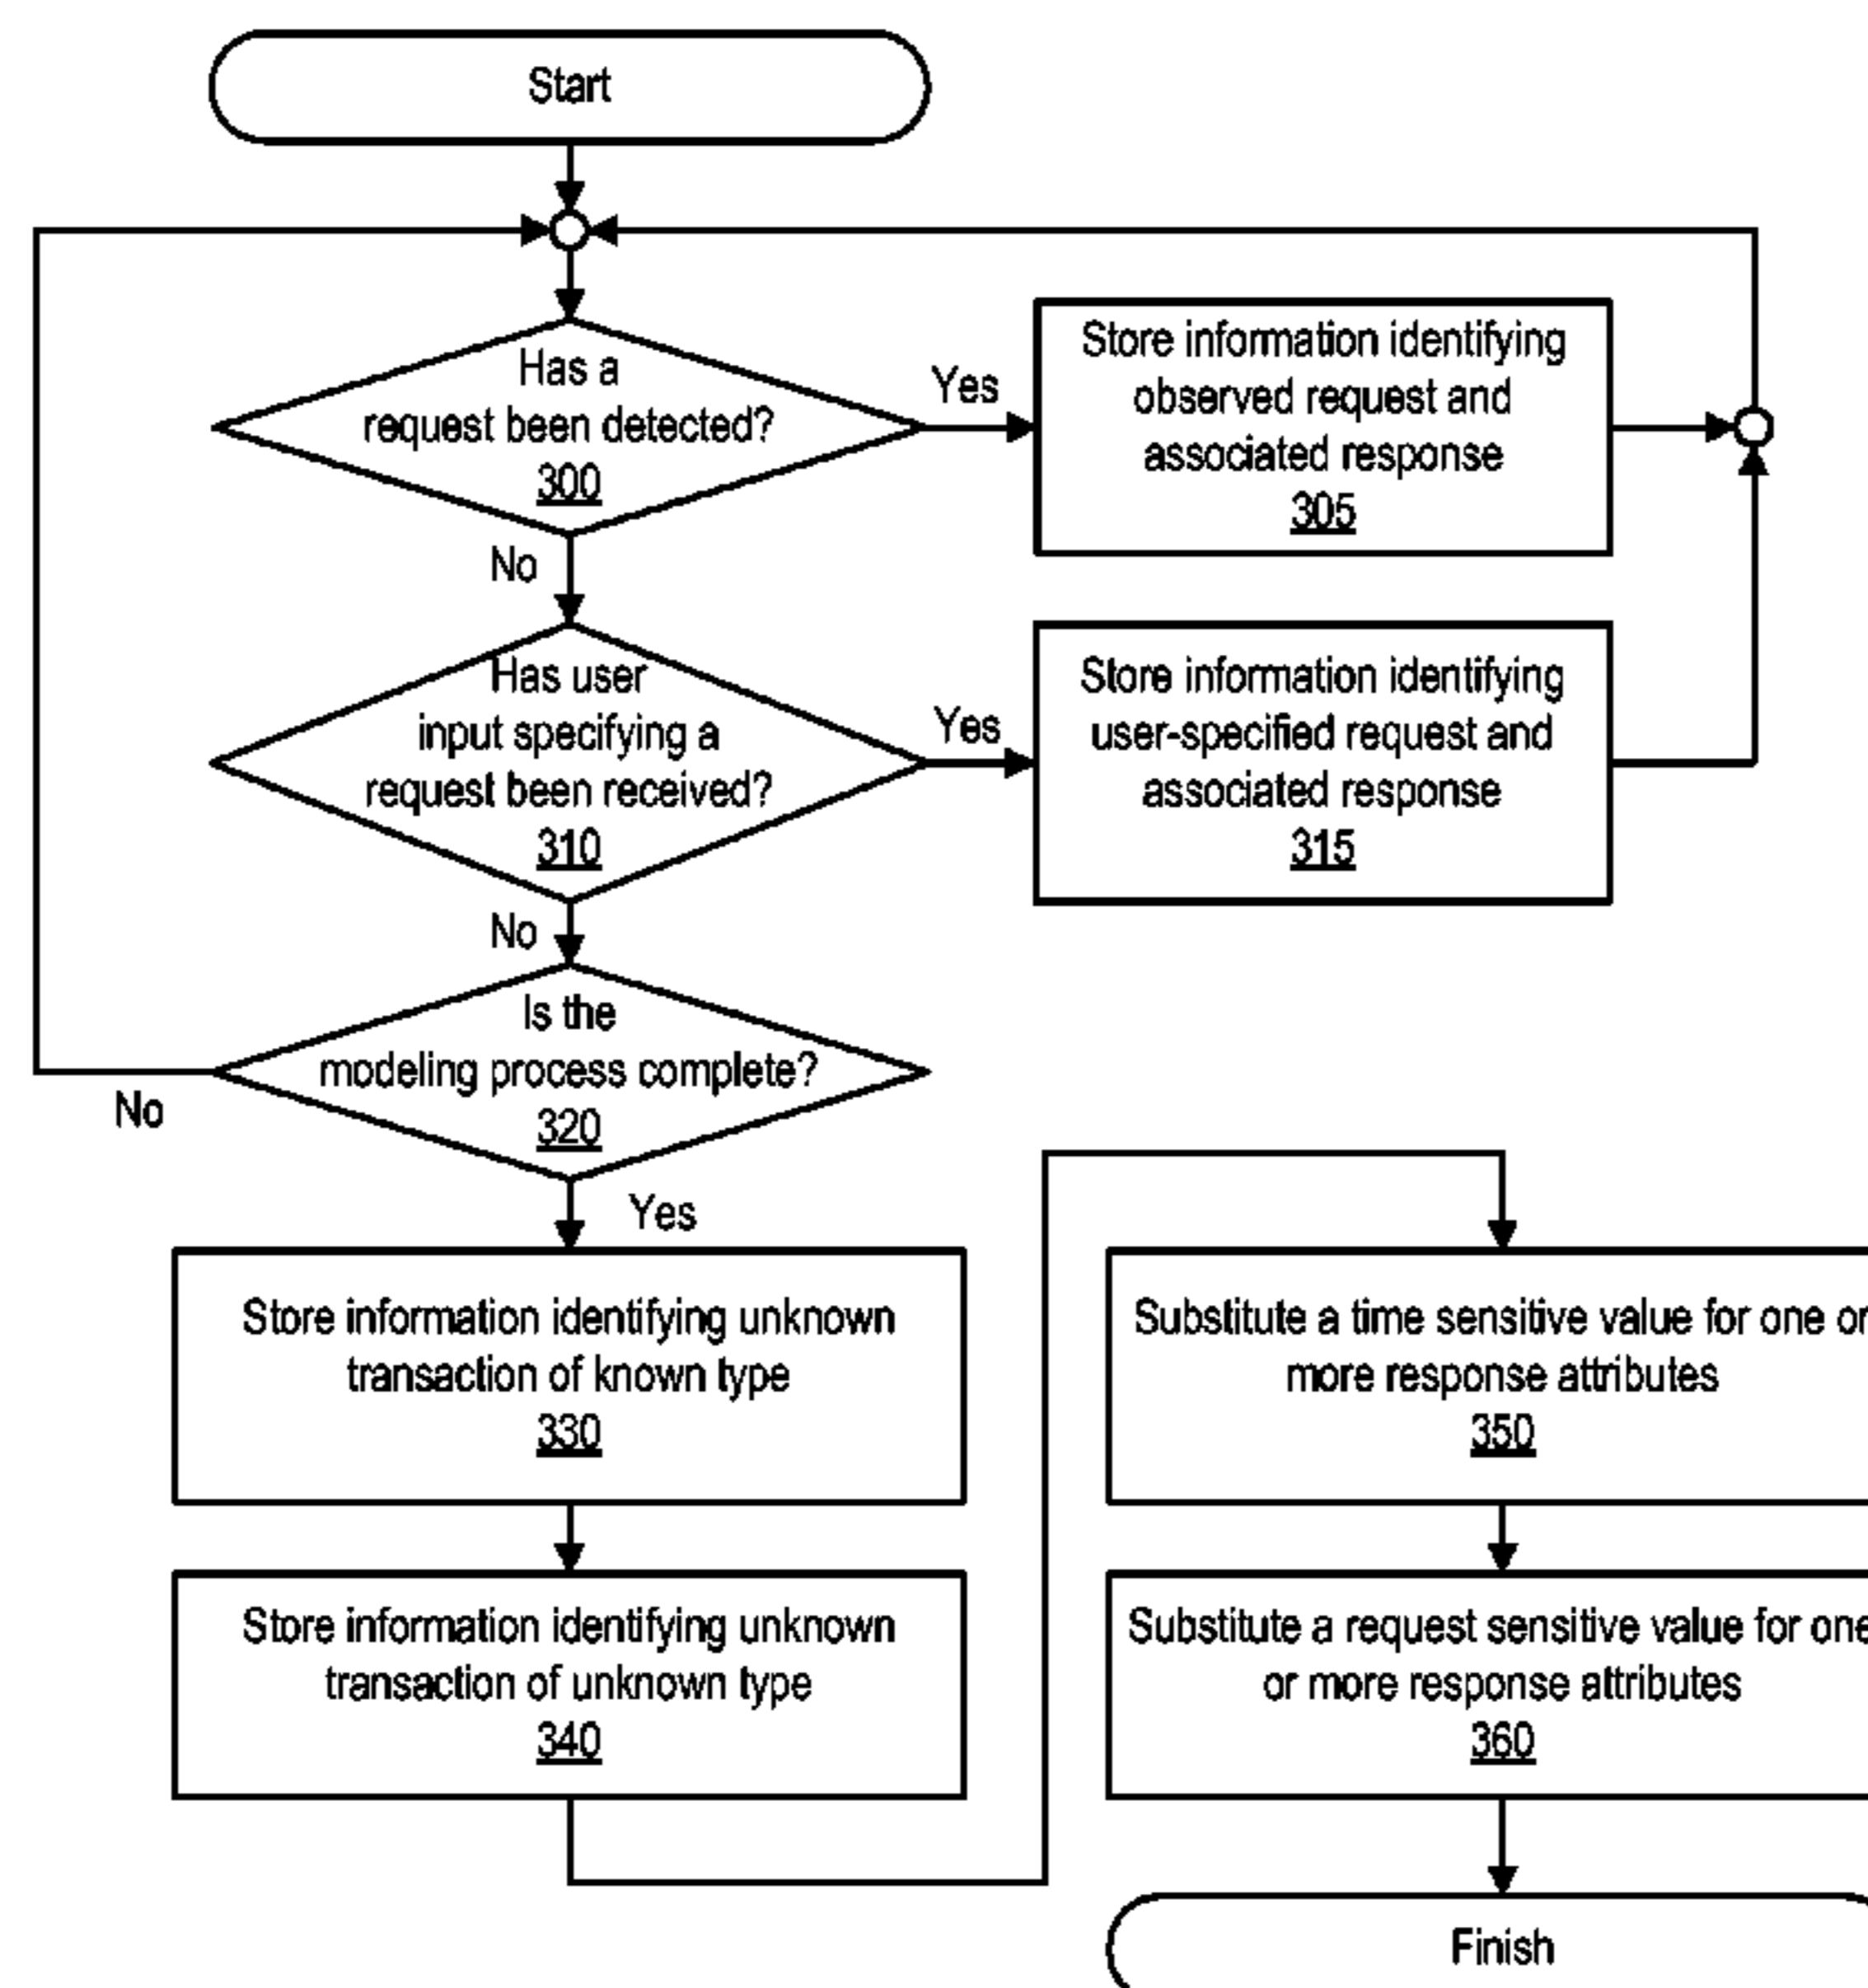 Start
Has a
request been detected?
300
Yes
Store information identifying
observed request and
associated response
305
No
Has user
input specifying a
request been received?
310
Yes
Store information identifying
user-specified request and
associated response
315
No
Is the
modeling process complete?
320
No
Yes
Store information identifying unknown
transaction of known type
330
Store information identifying unknown
transaction of unknown type
340
Substitute a time sensitive value for one or
more response attributes
350
Substitute a request sensitive value for one
or more response attributes
360
Finish